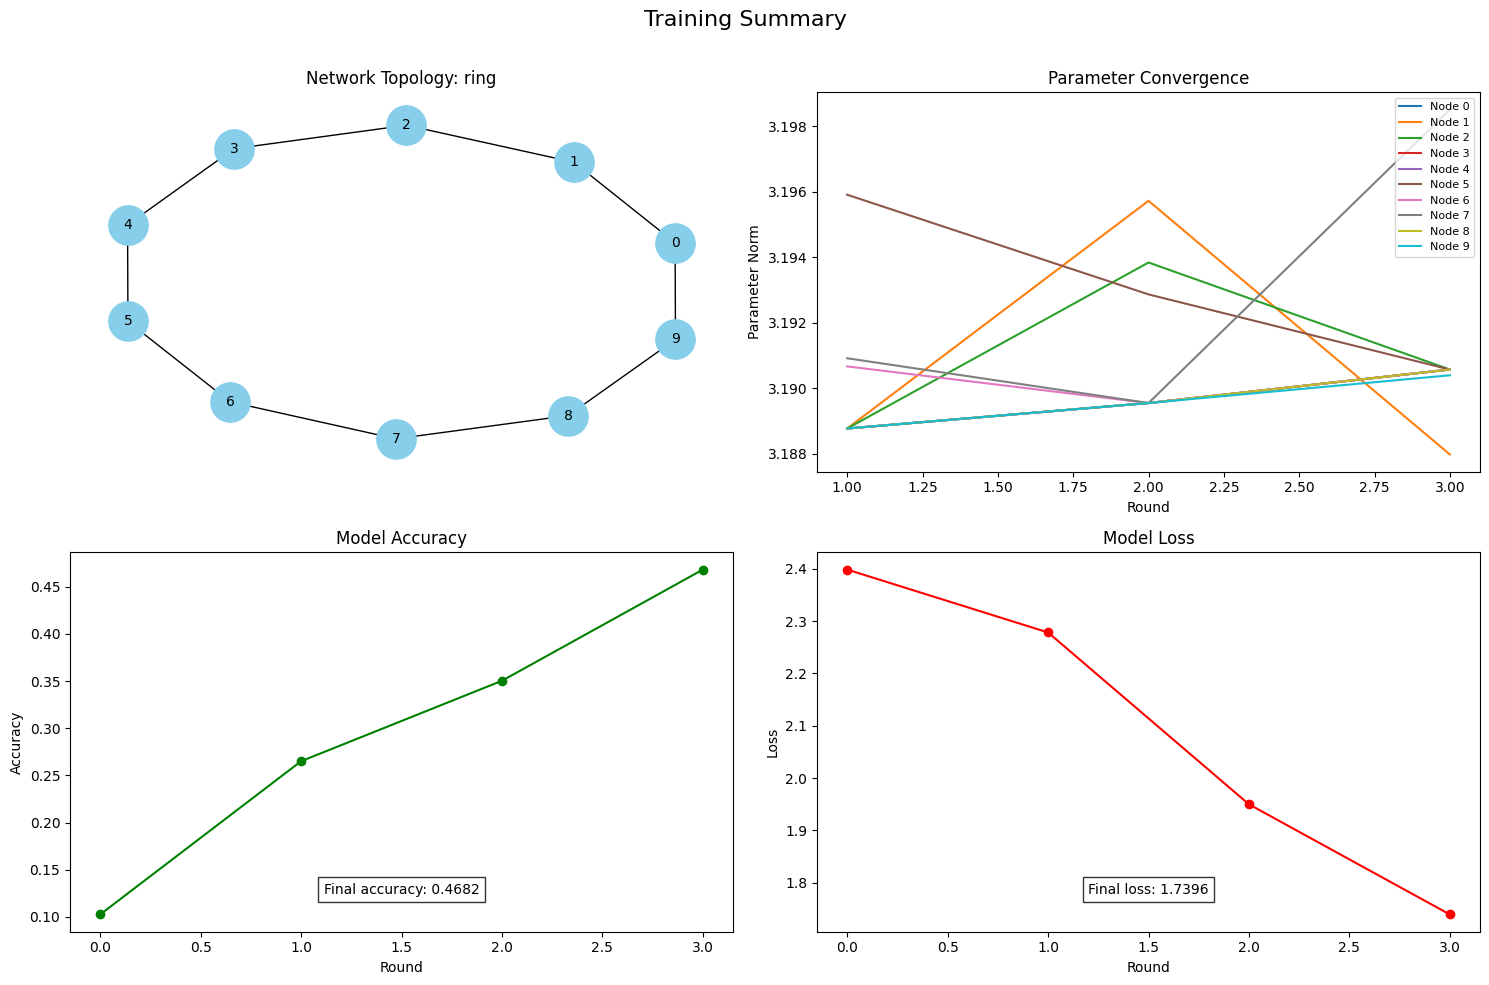 Training Summary
Network Topology: ring
2
3
1
4
0
5
9
6
8
7
Parameter Convergence
Parameter Norm
3.198
3.196
3.194
3.192
3.190
3.188
Node 0
Node 1
Node 2
Node 3
Node 4
Node 5
Node 6
Node 7
Node 8
Node 9
1.00 1.25 1.50 1.75 2.00 2.25 2.50 2.75 3.00
Round
Model Accuracy
Accuracy
0.45
0.40
0.35
0.30
0.25
0.20
0.15
0.10
Final accuracy: 0.4682
0.0 0.5 1.0 1.5 2.0 2.5 3.0
Round
Model Loss
Loss
2.4
2.3
2.2
2.1
2.0
1.9
1.8
Final loss: 1.7396
0.0 0.5 1.0 1.5 2.0 2.5 3.0
Round